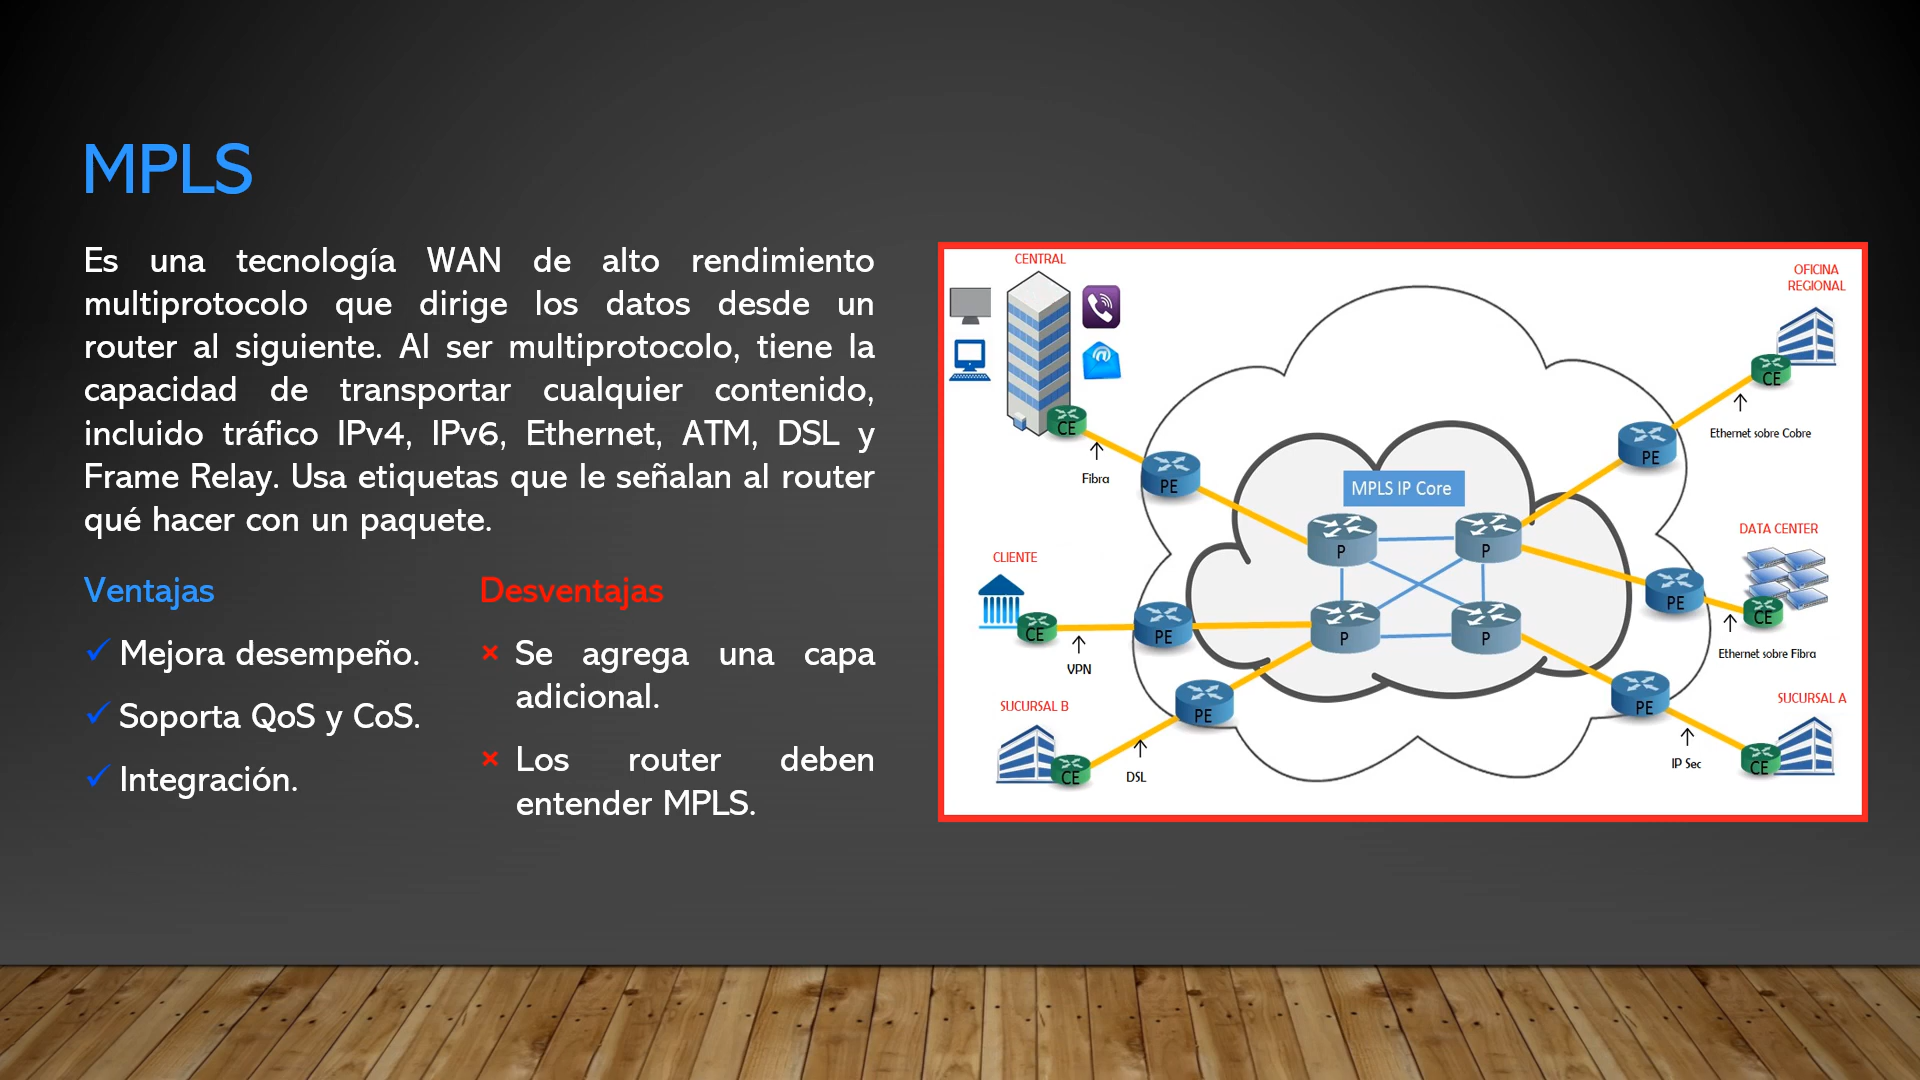 MPLS
Es una tecnología WAN de alto rendimiento
multiprotocolo que dirige los datos desde un
router al siguiente. Al ser multiprotocolo, tiene la
capacidad de transportar cualquier contenido,
incluido tráfico IPv4, IPv6, Ethernet, ATM, DSL y
Frame Relay. Usa etiquetas que le señalan al router
qué hacer con un paquete.
Ventajas
Mejora desempeño.
Soporta QoS y CoS.
Integración.
Desventajas
Se agrega una capa
adicional.
Los router deben
entender MPLS.
CENTRAL
CE
Fibra
PE
OFICINA
REGIONAL
CE
Ethernet sobre Cobre
PE
MPLS IP Core
P
P
P
P
CLIENTE
CE
VPN
PE
DATA CENTER
PE
CE
Ethernet sobre Fibra
SUCURSAL B
CE
DSL
PE
SUCURSAL A
PE
IP Sec
CE